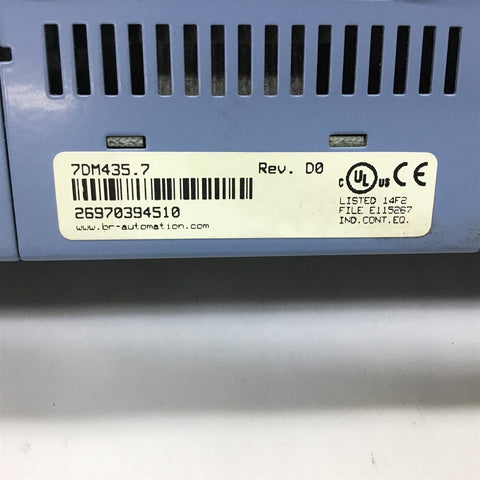 7DM435.7 Rev. D0
26970394510
www.br-automation.com
C UL US CE
LISTED 14F2
FILE E115267
IND.CONT.EQ.